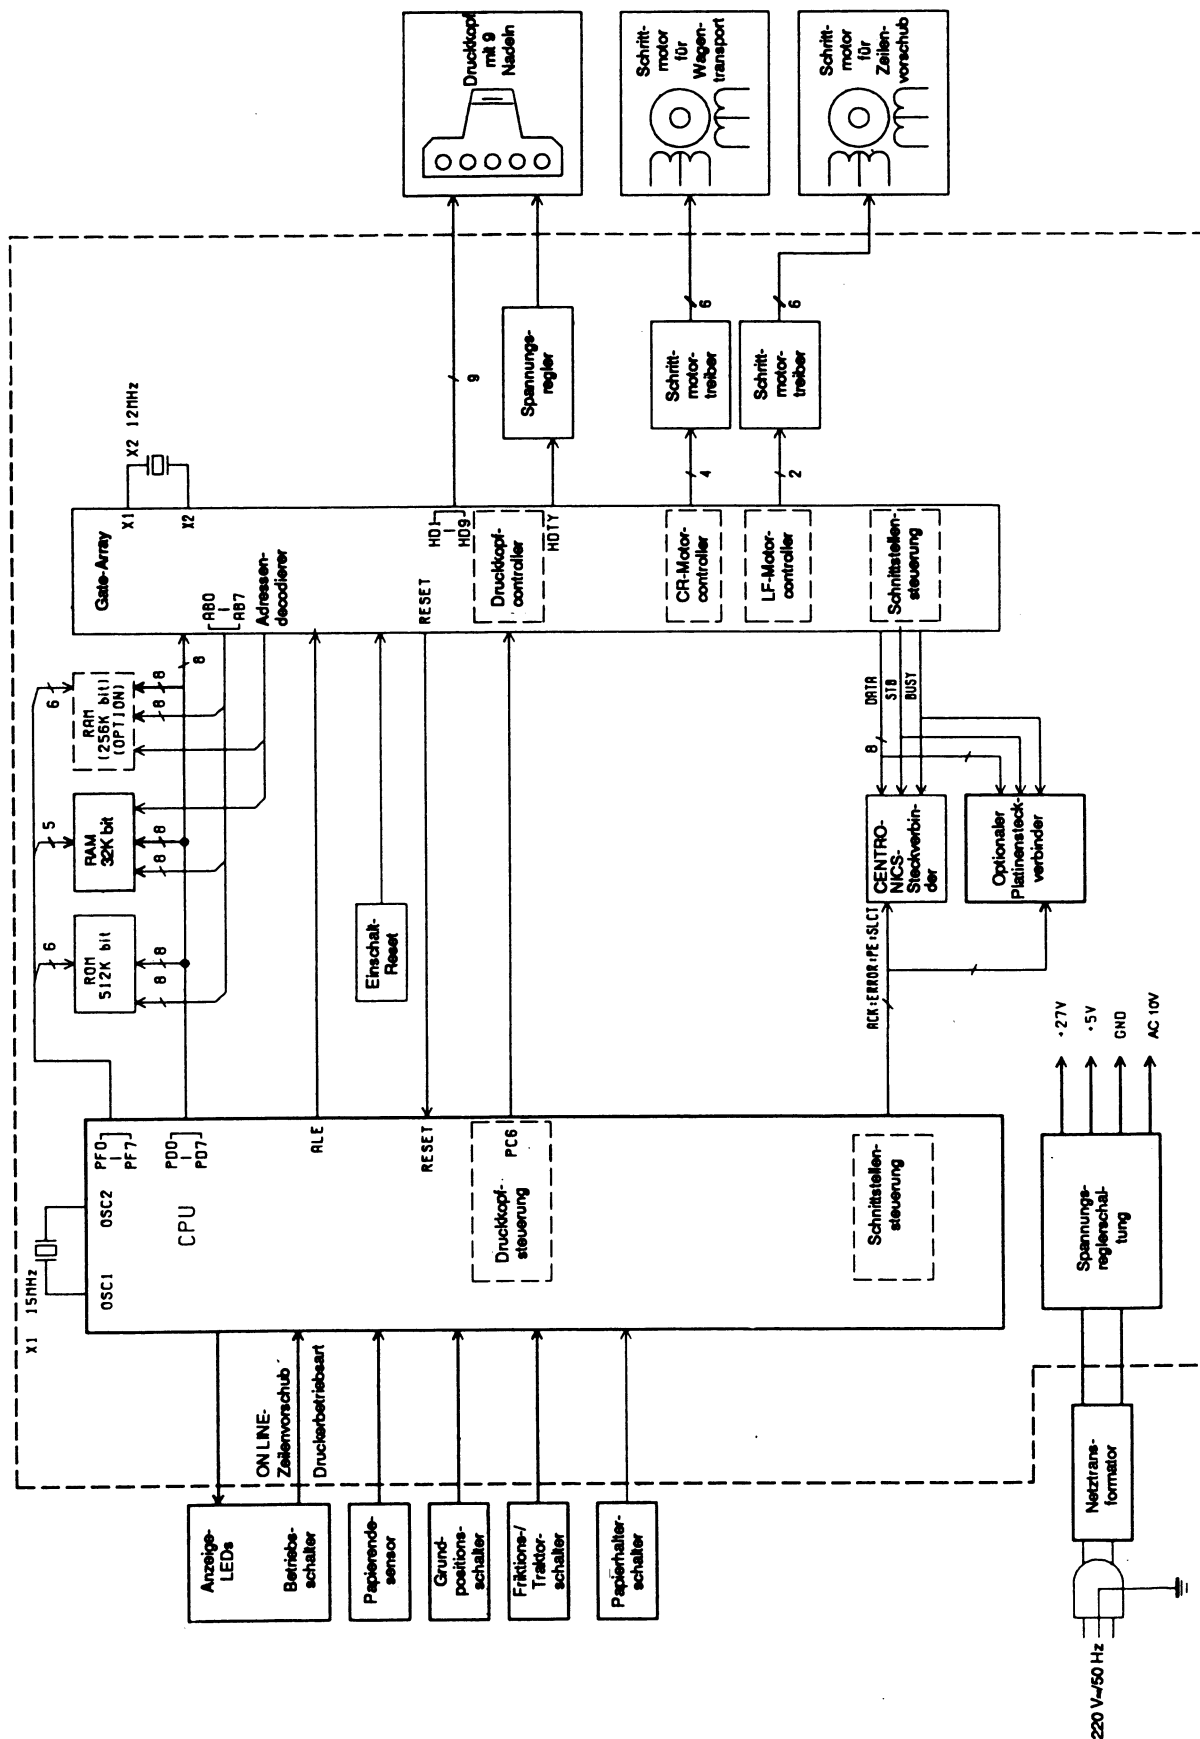 220 V~/50 Hz
Netztrans-
formator
Spannungs-
reglerschal-
tung
+27V
+5V
GND
AC 10V
Anzeige-
LEDs
Betriebs-
schalter
Papierende-
sensor
Grund-
positions-
schalter
Friktions-/
Traktor-
schalter
Papierhalter-
schalter
ON LINE-
Zeilenvorschub
Druckerbetriebsart
X1 15MHz
OSC1
OSC2
CPU
PF0
PF7
PD0
PD7
ALE
RESET
PC6
Druckkopf-
steuerung
Schnittstellen-
steuerung
ROM
512K bit
6
8
8
RAM
32K bit
5
8
8
RAM
(256K bit)
(OPTION)
6
8
8
8
Einschalt-
Reset
ACK:ERROR:PE:SLCT
CENTRO-
NICS-
Steckverbin-
der
Optionaler
Platinensteck-
verbinder
8
DATA
STB
BUSY
Gate-Array
X1
X2
X2 12MHz
AB0
AB7
Adressen-
decodierer
RESET
HD1
HD9
Druckkopf-
controller
HDTY
CR-Motor-
controller
LF-Motor-
controller
Schnittstellen-
steuerung
9
Spannungs-
regler
4
Schritt-
motor-
treiber
6
2
Schritt-
motor-
treiber
6
Druckkopf
mit 9
Nadeln
Schritt-
motor
für
Wagen-
transport
Schritt-
motor
für
Zeilen-
vorschub